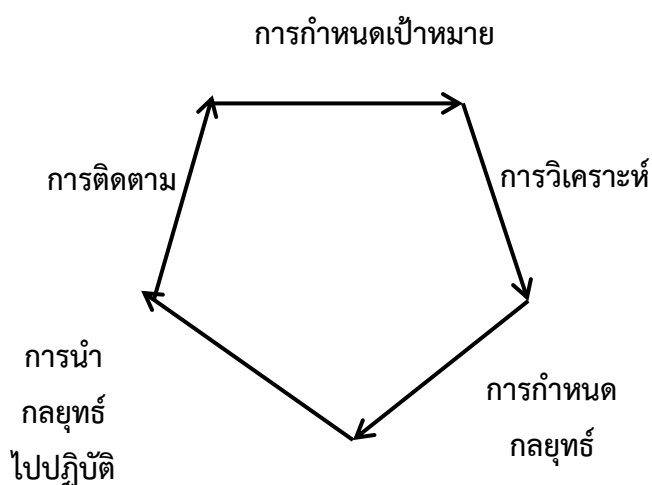 การกำหนดเป้าหมาย
การติดตาม
การวิเคราะห์
การนำ
กลยุทธ์
ไปปฏิบัติ
การกำหนด
กลยุทธ์